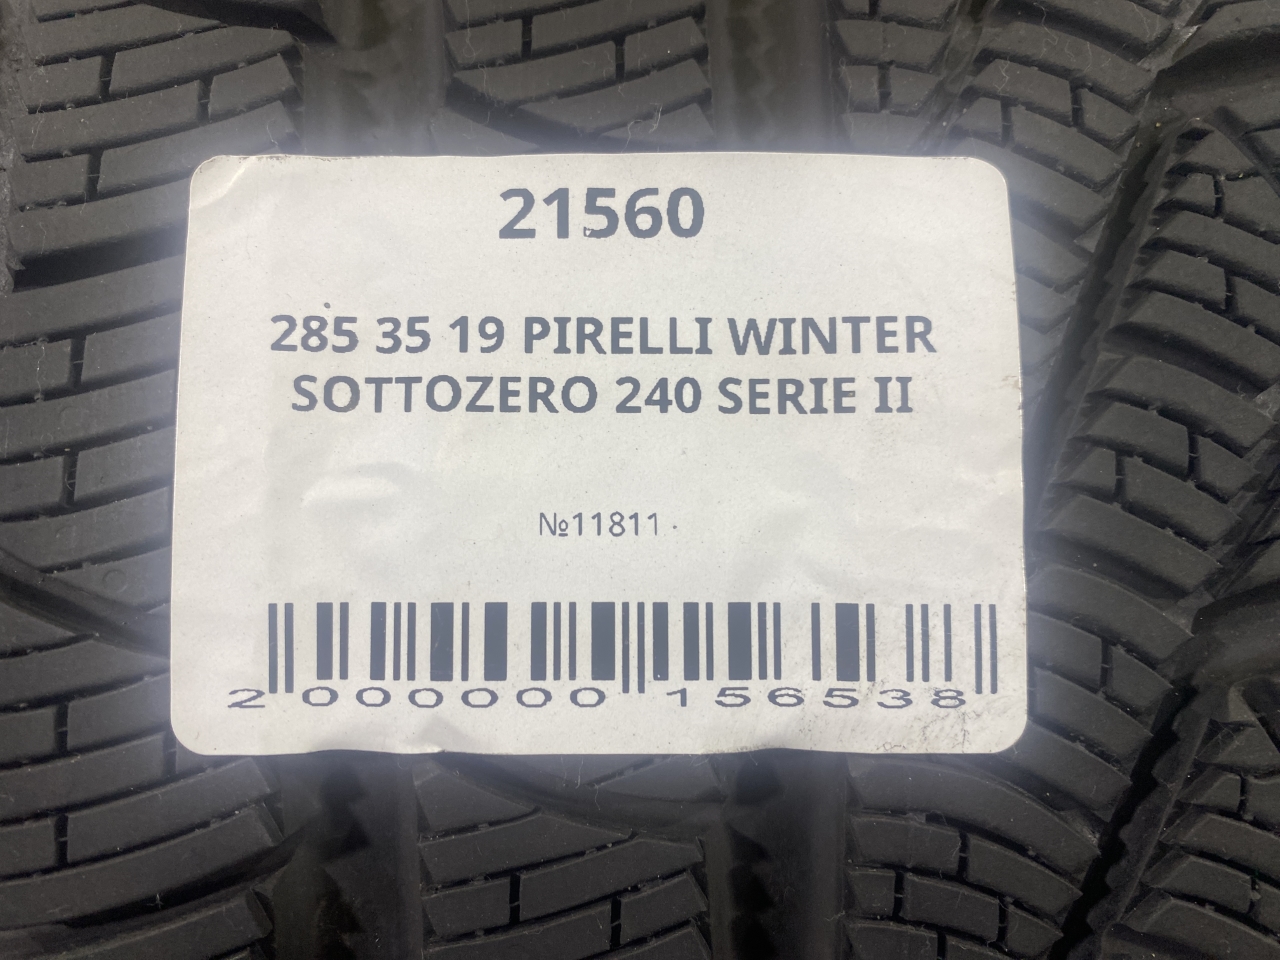 21560
285 35 19 PIRELLI WINTER
SOTTOZERO 240 SERIE II
№11811
2 000000 156538